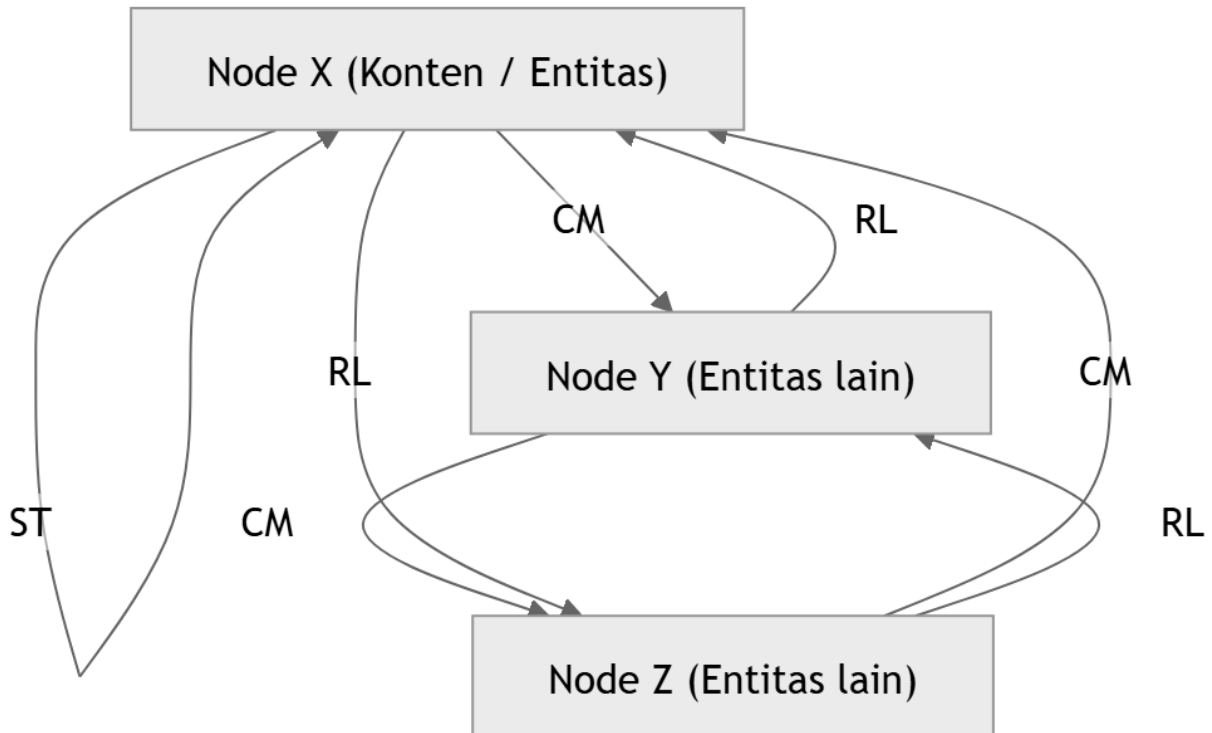 Node X (Konten / Entitas)
CM
RL
Node Y (Entitas lain)
RL
CM
ST
CM
RL
Node Z (Entitas lain)